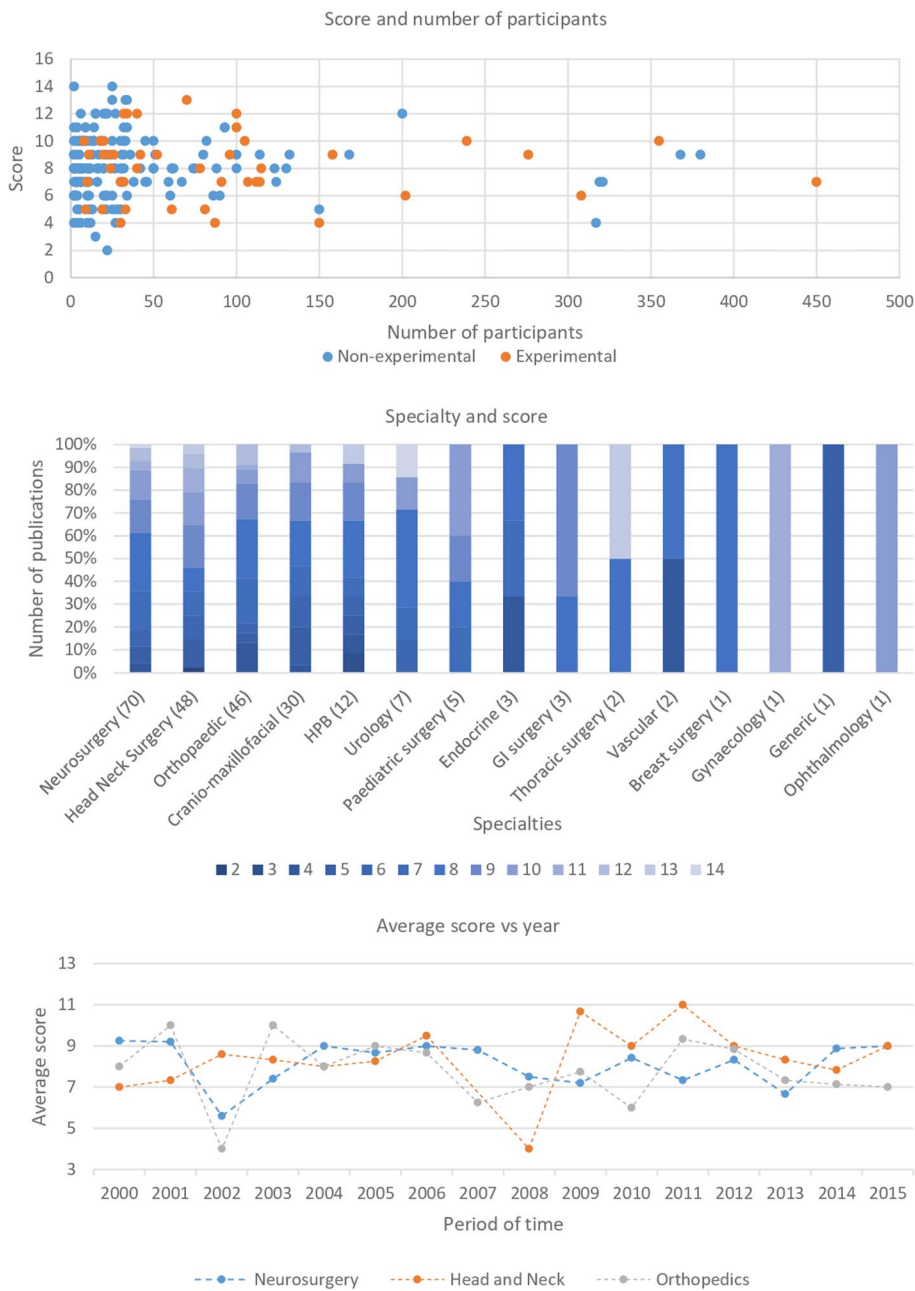 Score and number of participants
16
14
12
10
8
6
4
2
0
Score
0 50 100 150 200 250 300 350 400 450 500
Number of participants
Non-experimental Experimental
Specialty and score
100%
90%
80%
70%
60%
50%
40%
30%
20%
10%
0%
Number of publications
Neurosurgery (70)
Head Neck Surgery (48)
Orthopaedic (46)
Cranio-maxillofacial (30)
HPB (12)
Urology (7)
Paediatric surgery (5)
Endocrine (3)
GI surgery (3)
Thoracic surgery (2)
Vascular (2)
Breast surgery (1)
Gynaecology (1)
Generic (1)
Ophthalmology (1)
Specialties
2 3 4 5 6 7 8 9 10 11 12 13 14
Average score vs year
13
11
9
7
5
3
Average score
2000 2001 2002 2003 2004 2005 2006 2007 2008 2009 2010 2011 2012 2013 2014 2015
Period of time
Neurosurgery Head and Neck Orthopedics